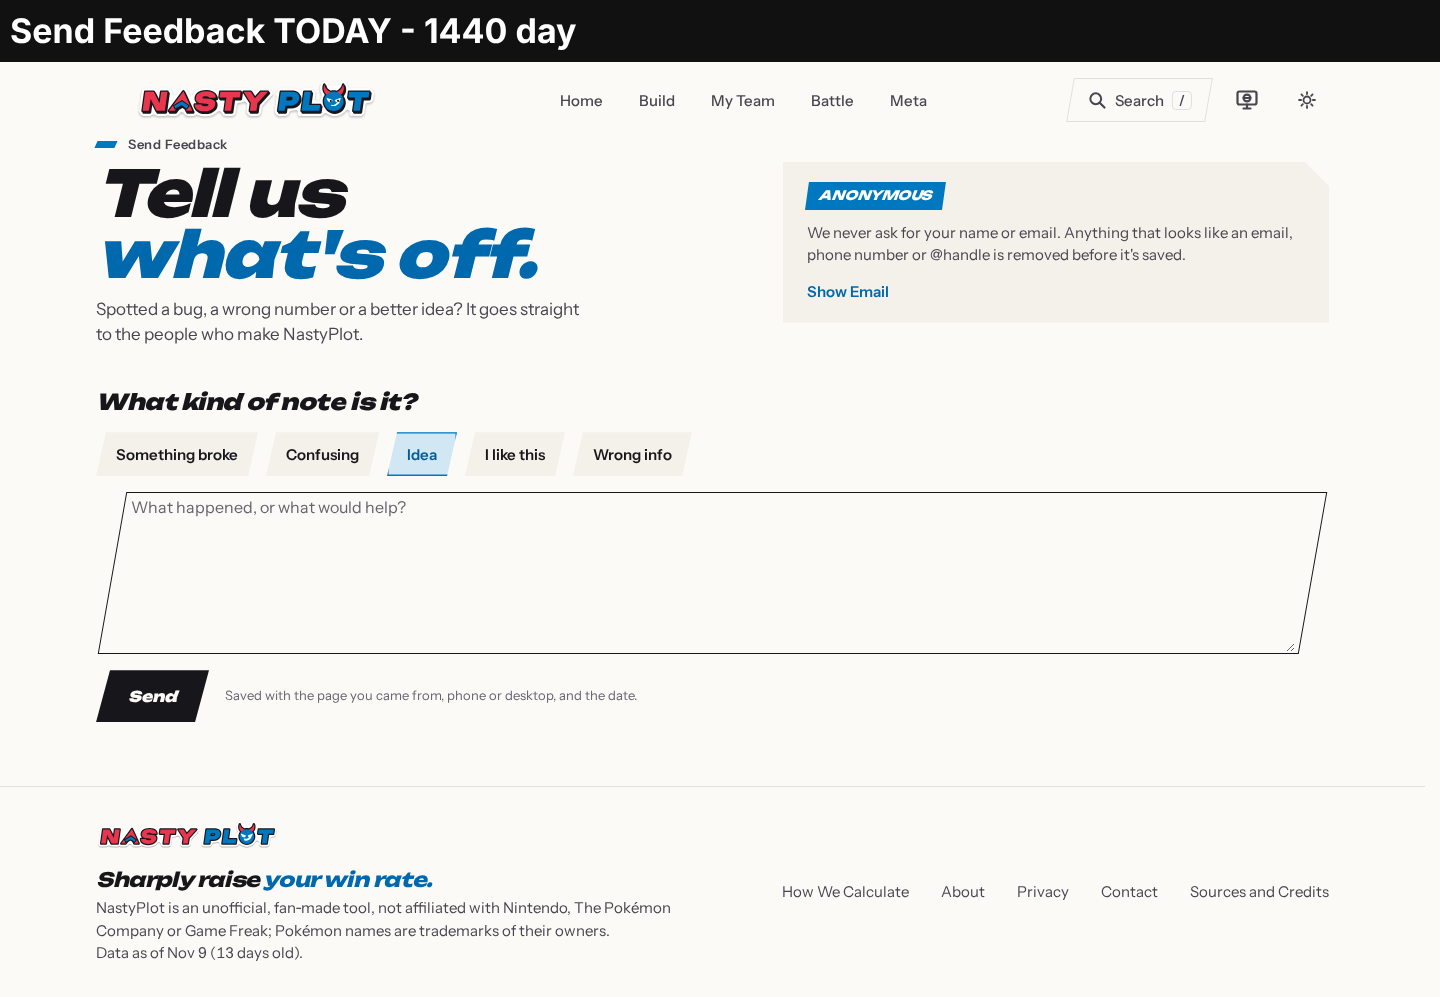 Send Feedback TODAY - 1440 day
NASTY PLOT
Home
Build
My Team
Battle
Meta
Search /
Send Feedback
Tell us
what's off.
Spotted a bug, a wrong number or a better idea? It goes straight
to the people who make NastyPlot.
ANONYMOUS
We never ask for your name or email. Anything that looks like an email,
phone number or @handle is removed before it's saved.
Show Email
What kind of note is it?
Something broke
Confusing
Idea
I like this
Wrong info
What happened, or what would help?
Send
Saved with the page you came from, phone or desktop, and the date.
NASTY PLOT
Sharply raise your win rate.
NastyPlot is an unofficial, fan-made tool, not affiliated with Nintendo, The Pokémon
Company or Game Freak; Pokémon names are trademarks of their owners.
Data as of Nov 9 (13 days old).
How We Calculate
About
Privacy
Contact
Sources and Credits